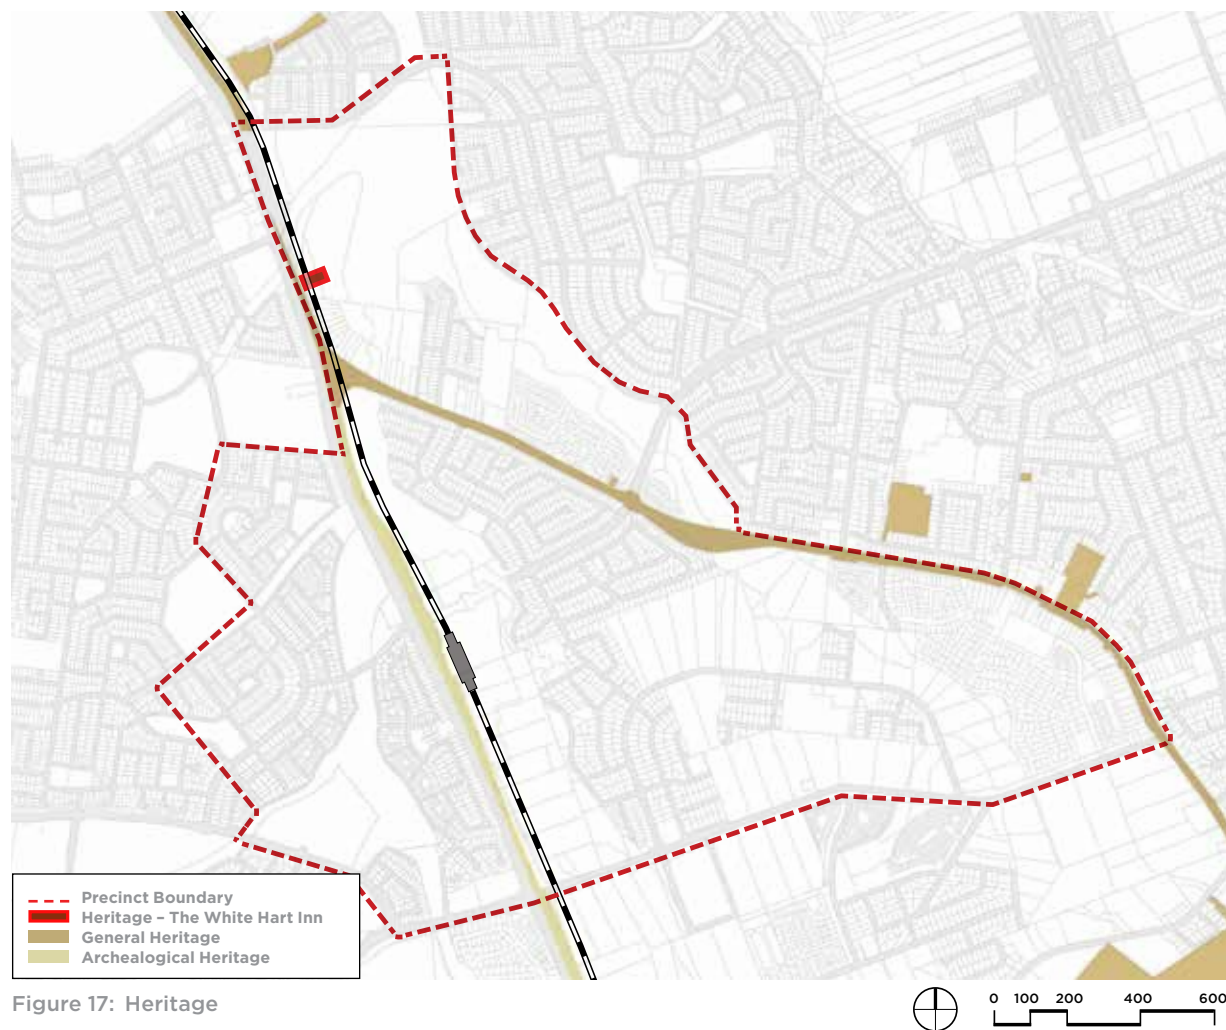 Precinct Boundary
Heritage – The White Hart Inn
General Heritage
Archealogical Heritage
Figure 17: Heritage
0 100 200 400 600